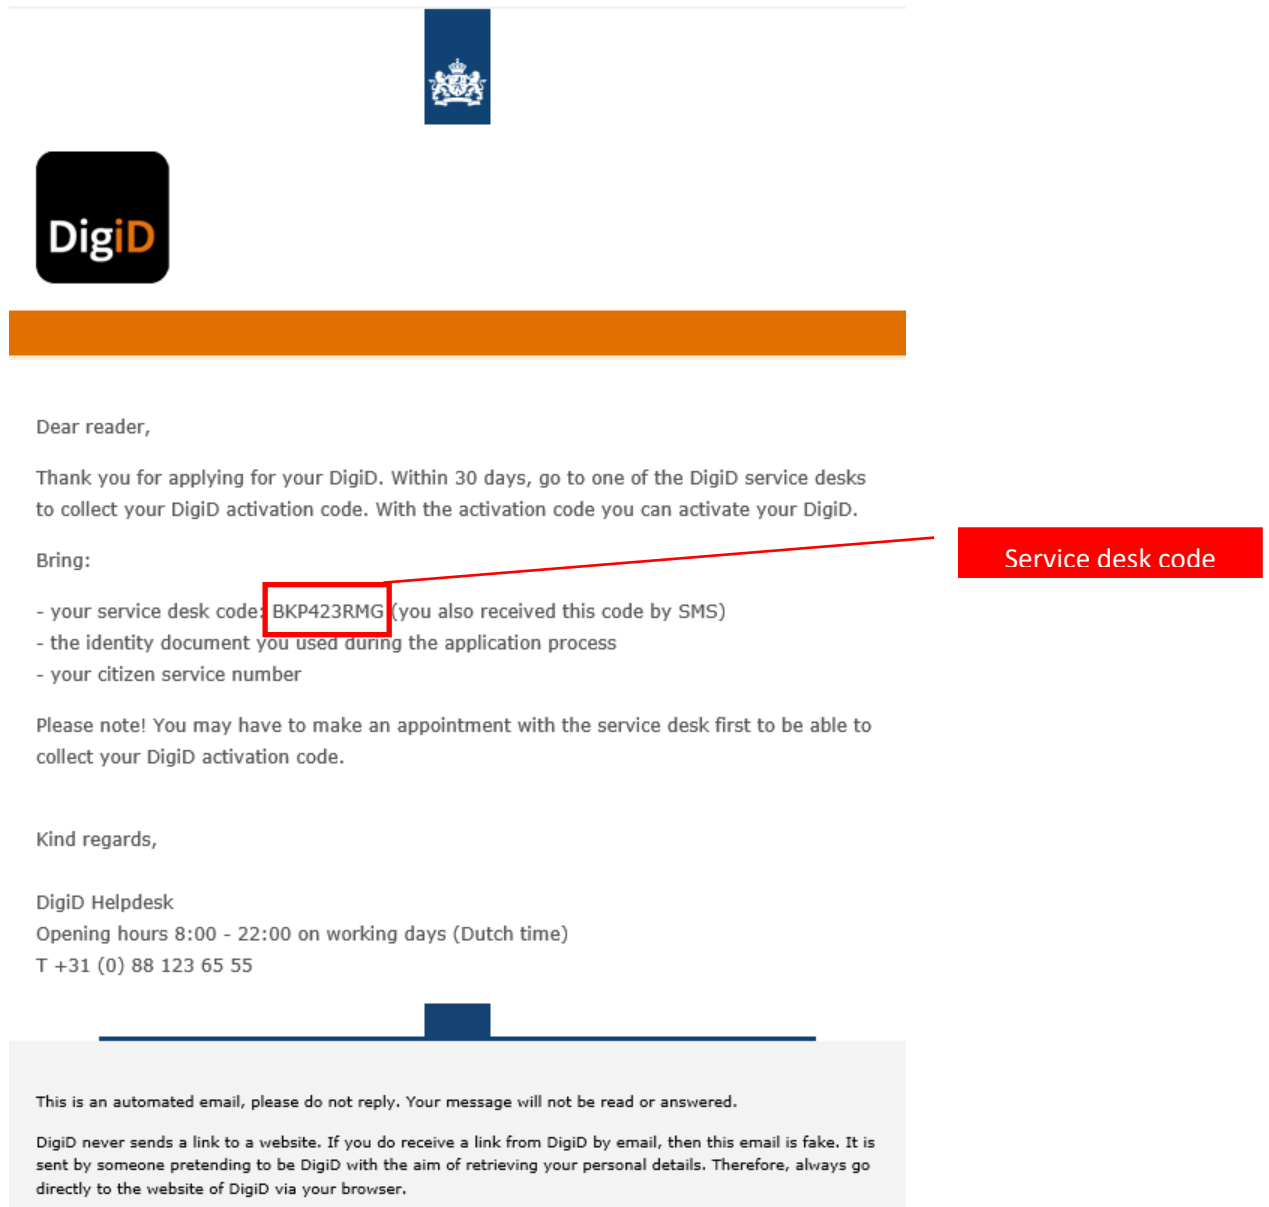 DigiD
Dear reader,
Thank you for applying for your DigiD. Within 30 days, go to one of the DigiD service desks
to collect your DigiD activation code. With the activation code you can activate your DigiD.
Bring:
Service desk code
- your service desk code: BKP423RMG (you also received this code by SMS)
- the identity document you used during the application process
- your citizen service number
Please note! You may have to make an appointment with the service desk first to be able to
collect your DigiD activation code.
Kind regards,
DigiD Helpdesk
Opening hours 8:00 - 22:00 on working days (Dutch time)
T +31 (0) 88 123 65 55
This is an automated email, please do not reply. Your message will not be read or answered.
DigiD never sends a link to a website. If you do receive a link from DigiD by email, then this email is fake. It is
sent by someone pretending to be DigiD with the aim of retrieving your personal details. Therefore, always go
directly to the website of DigiD via your browser.